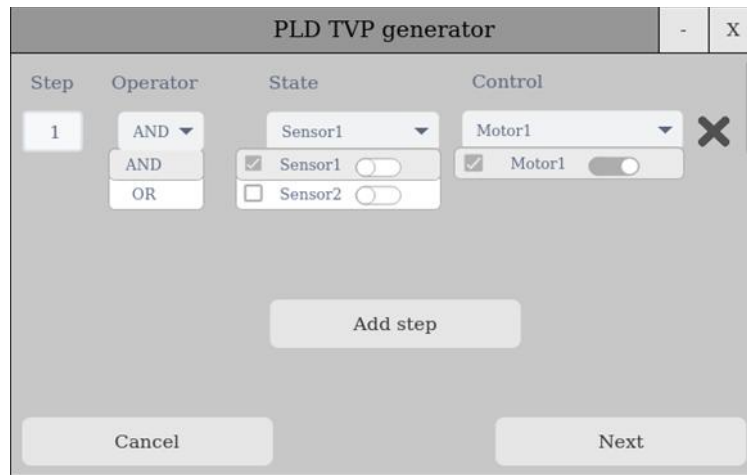 PLD TVP generator - X
Step Operator State Control
1 AND Sensor1 Motor1
AND Sensor1 Motor1
OR Sensor2
Add step
Cancel Next